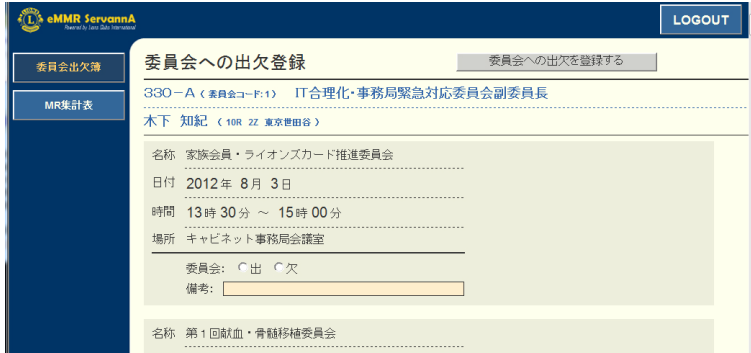 eMMR ServannA
Powered by Lions Clubs International
LOGOUT
委員会出欠簿
MR集計表
委員会への出欠登録
委員会への出欠を登録する
330-A（委員会コード:1） IT合理化・事務局緊急対応委員会副委員長
木下 知紀（10R 2Z 東京世田谷）
名称 家族会員・ライオンズカード推進委員会
日付 2012年 8月 3日
時間 13時30分 ～ 15時00分
場所 キャビネット事務局会議室
委員会: 出 欠
備考:
名称 第1回献血・骨髄移植委員会